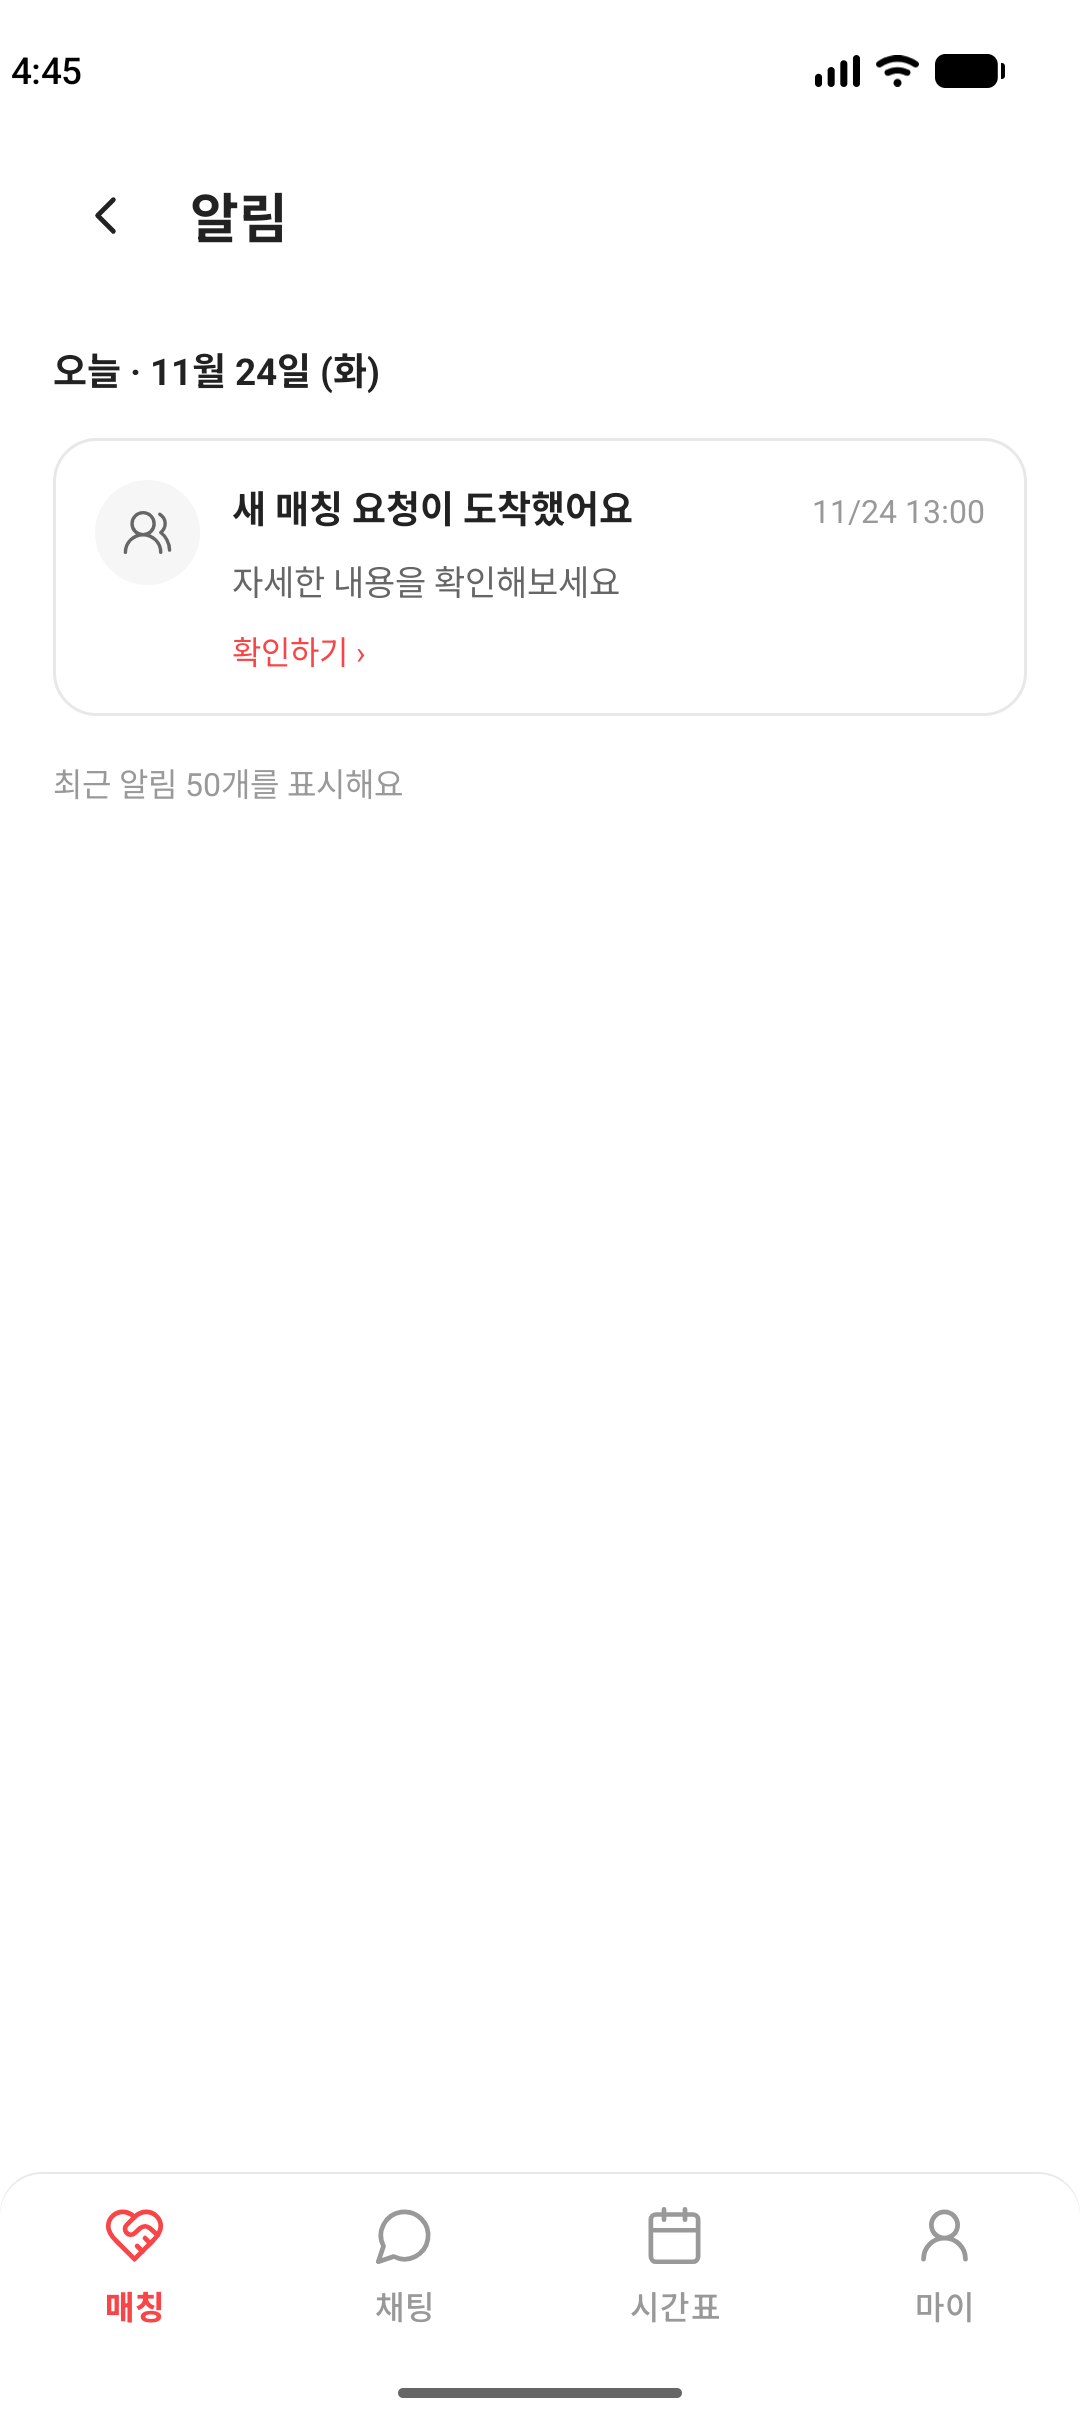 4:45
알림
오늘 · 11월 24일 (화)
새 매칭 요청이 도착했어요
11/24 13:00
자세한 내용을 확인해보세요
확인하기 ›
최근 알림 50개를 표시해요
매칭
채팅
시간표
마이